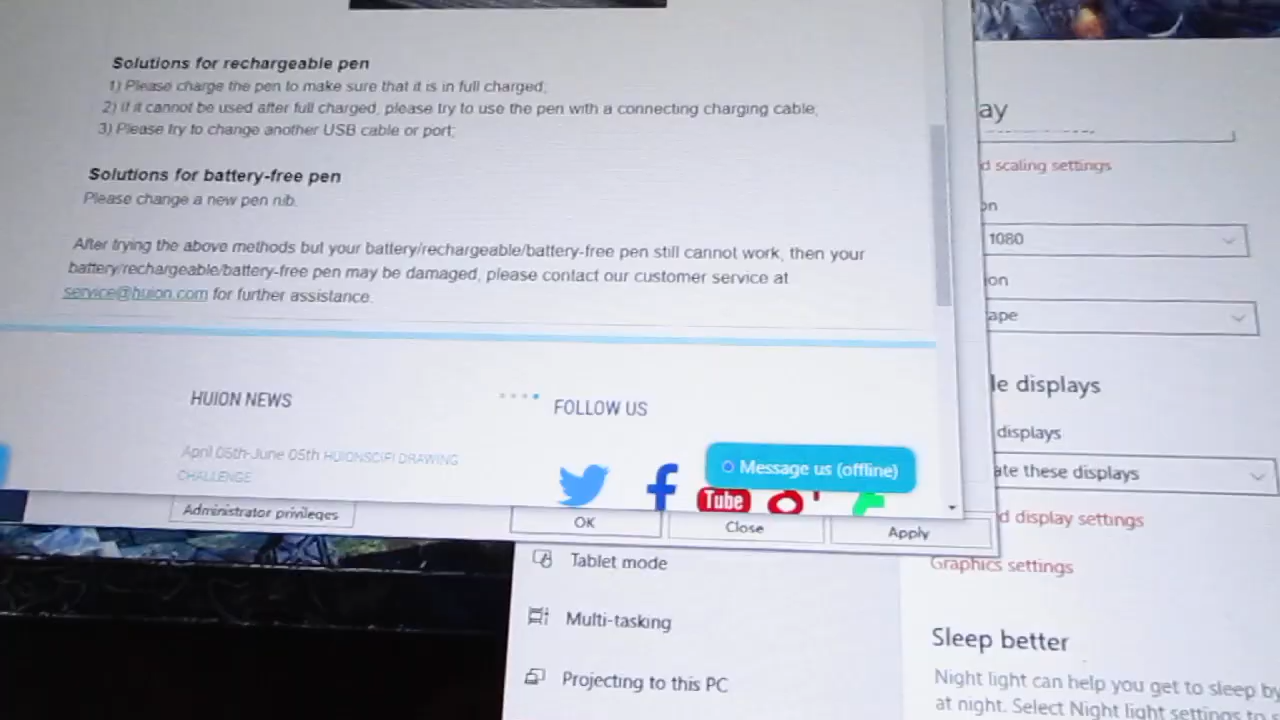 Solutions for rechargeable pen
1) Please charge the pen to make sure that it is in full charged;
2) If it cannot be used after full charged, please try to use the pen with a connecting charging cable;
3) Please try to change another USB cable or port;
Solutions for battery-free pen
Please change a new pen nib.
After trying the above methods but your battery/rechargeable/battery-free pen still cannot work, then your
battery/rechargeable/battery-free pen may be damaged, please contact our customer service at
service@huion.com for further assistance.
HUION NEWS
FOLLOW US
April 05th-June 05th HUIONSCIFI DRAWING
CHALLENGE
Message us (offline)
Tube
Administrator privileges
OK
Close
Apply
Tablet mode
Multi-tasking
Projecting to this PC
ay
d scaling settings
on
1080
ion
ape
le displays
displays
ate these displays
d display settings
Graphics settings
Sleep better
Night light can help you get to sleep by
at night. Select Night light settings to